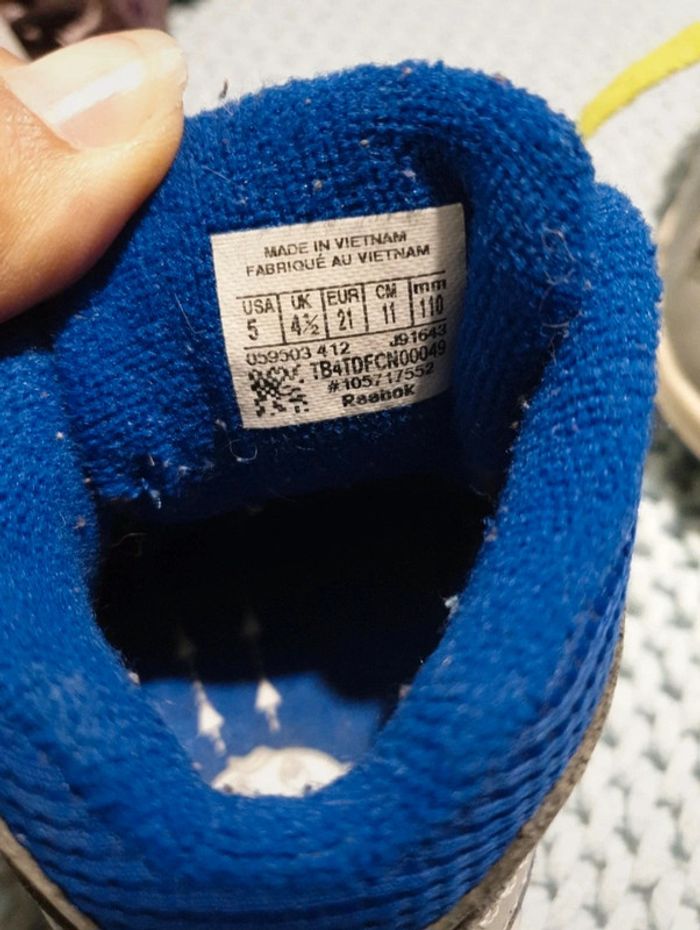 MADE IN VIETNAM
FABRIQUÉ AU VIETNAM
USA UK EUR CM mm
5 4½ 21 11 110
059503 412 J91643
TB4TDFCN00049
#105717552
Reebok